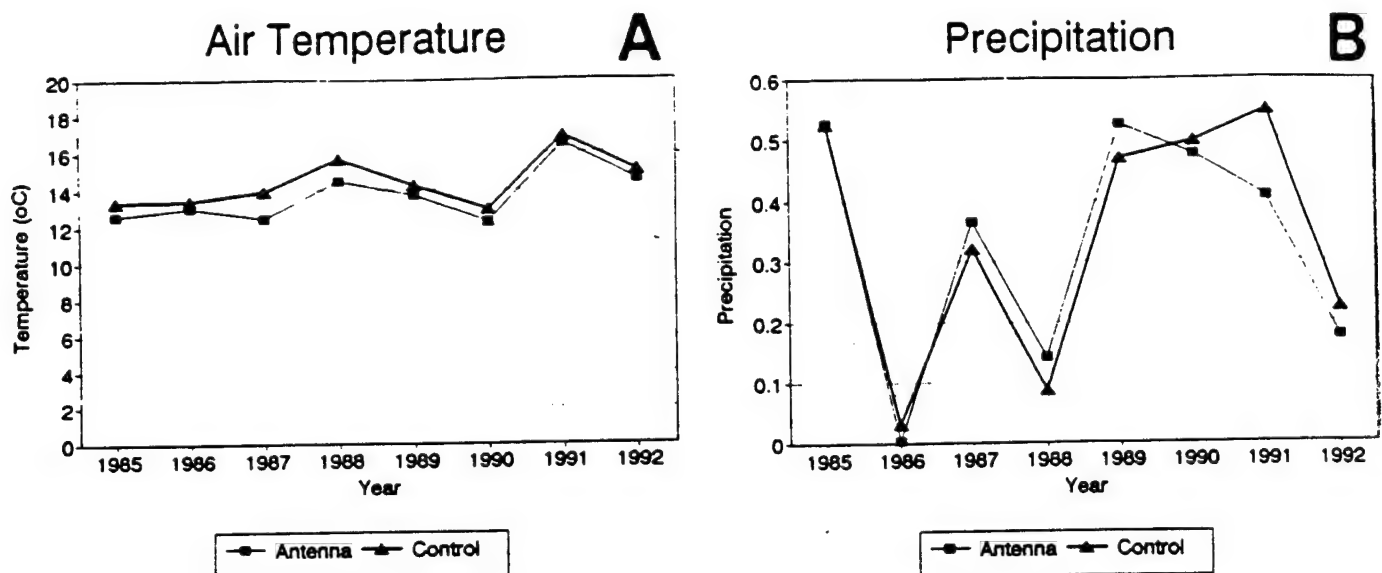 Air Temperature A
20
18
16
14
12
10
8
6
4
2
0
Temperature (oC)
1985 1986 1987 1988 1989 1990 1991 1992
Year
Antenna Control
Precipitation B
0.6
0.5
0.4
0.3
0.2
0.1
0
Precipitation
1985 1986 1987 1988 1989 1990 1991 1992
Year
Antenna Control